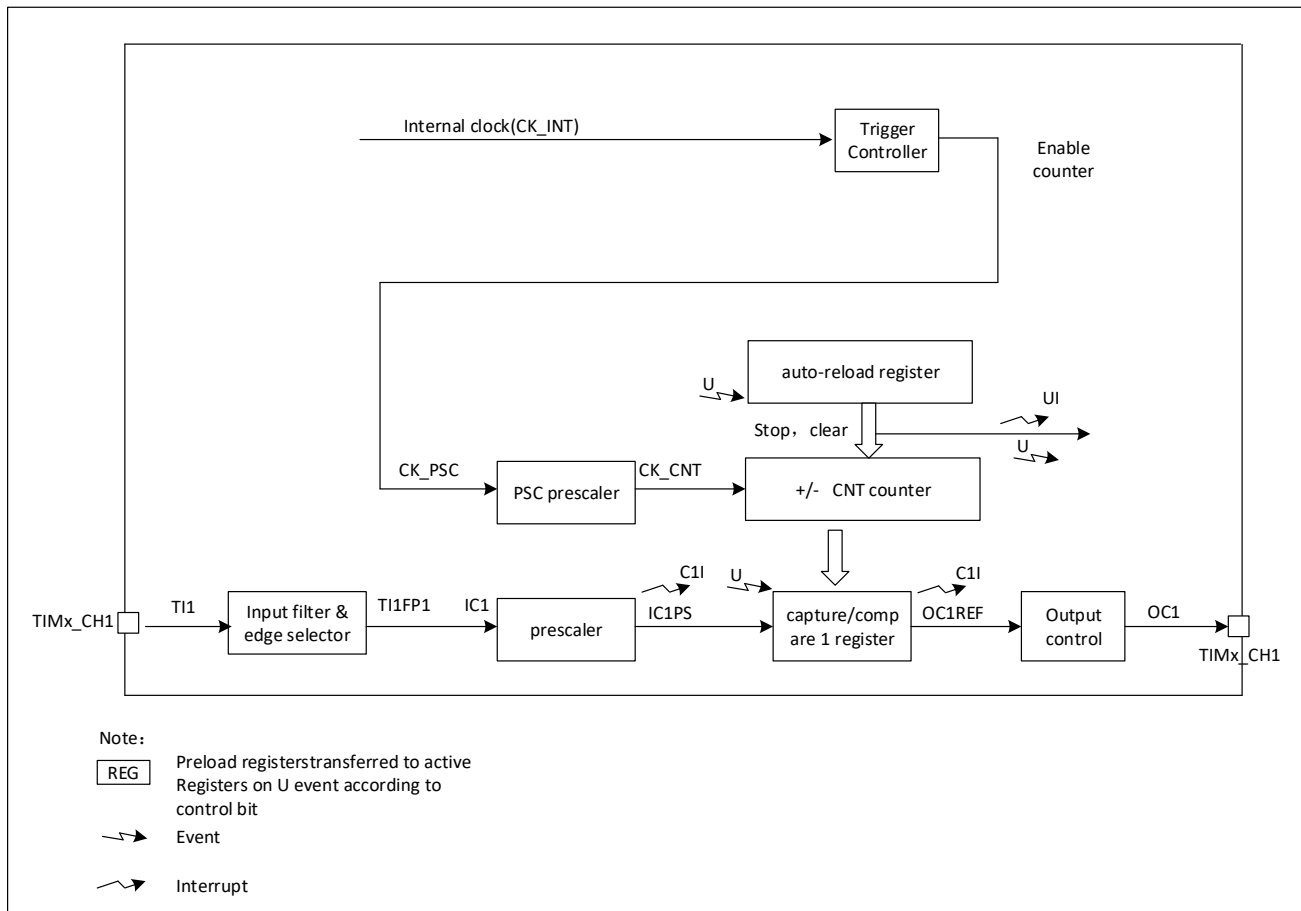 Internal clock(CK_INT)
Trigger
Controller
Enable
counter
auto-reload register
U
UI
Stop，clear
U
CK_PSC
PSC prescaler
CK_CNT
+/- CNT counter
TIMx_CH1
TI1
Input filter &
edge selector
TI1FP1
IC1
prescaler
C1I
IC1PS
U
capture/comp
are 1 register
C1I
OC1REF
Output
control
OC1
TIMx_CH1
Note：
REG
Preload registerstransferred to active
Registers on U event according to
control bit
Event
Interrupt